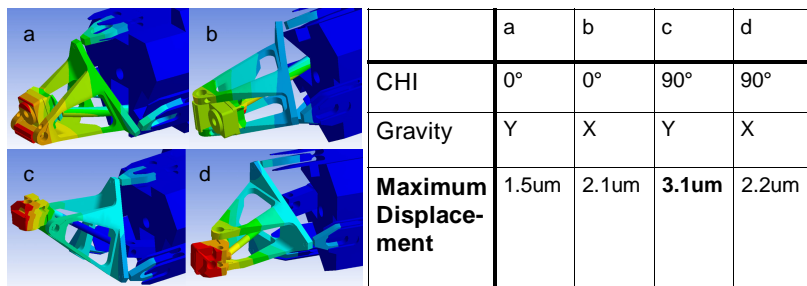 a
b
c
d
a b c d
CHI 0° 0° 90° 90°
Gravity Y X Y X
Maximum 1.5um 2.1um 3.1um 2.2um
Displace-
ment